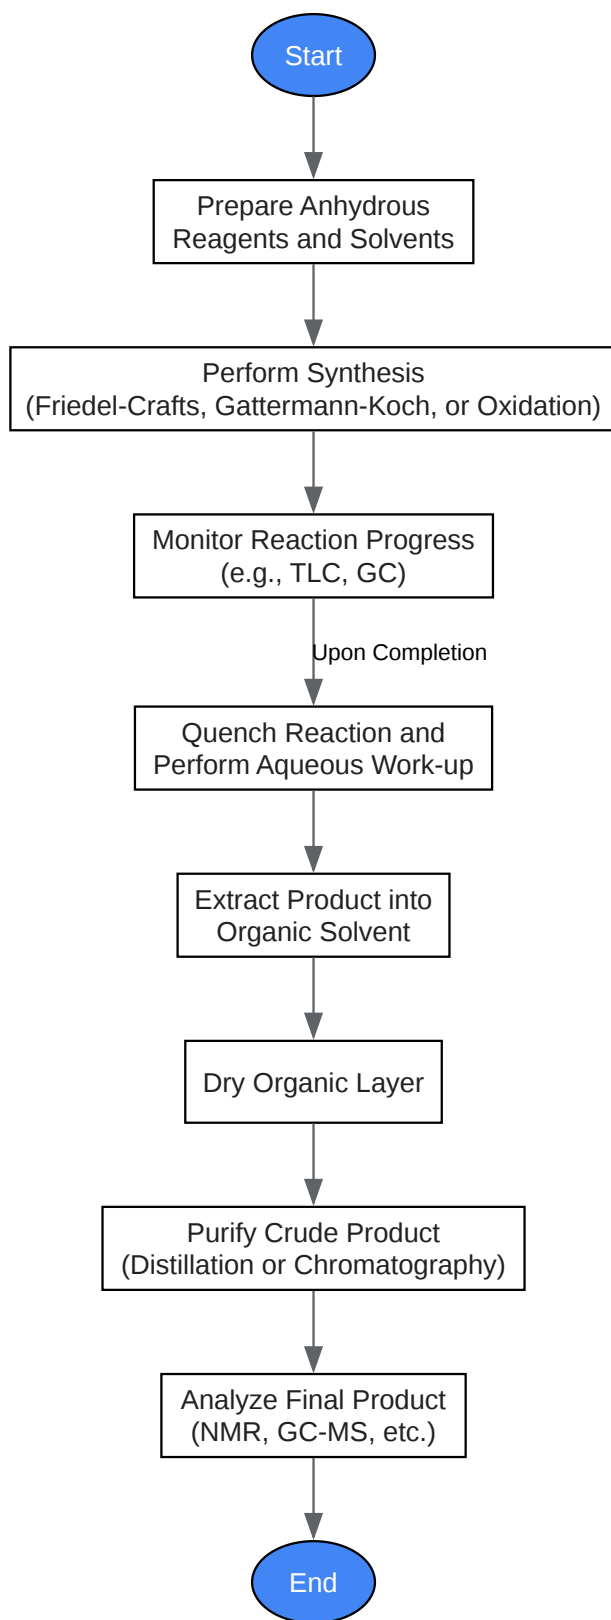 Start
Prepare Anhydrous
Reagents and Solvents
Perform Synthesis
(Friedel-Crafts, Gattermann-Koch, or Oxidation)
Monitor Reaction Progress
(e.g., TLC, GC)
Upon Completion
Quench Reaction and
Perform Aqueous Work-up
Extract Product into
Organic Solvent
Dry Organic Layer
Purify Crude Product
(Distillation or Chromatography)
Analyze Final Product
(NMR, GC-MS, etc.)
End